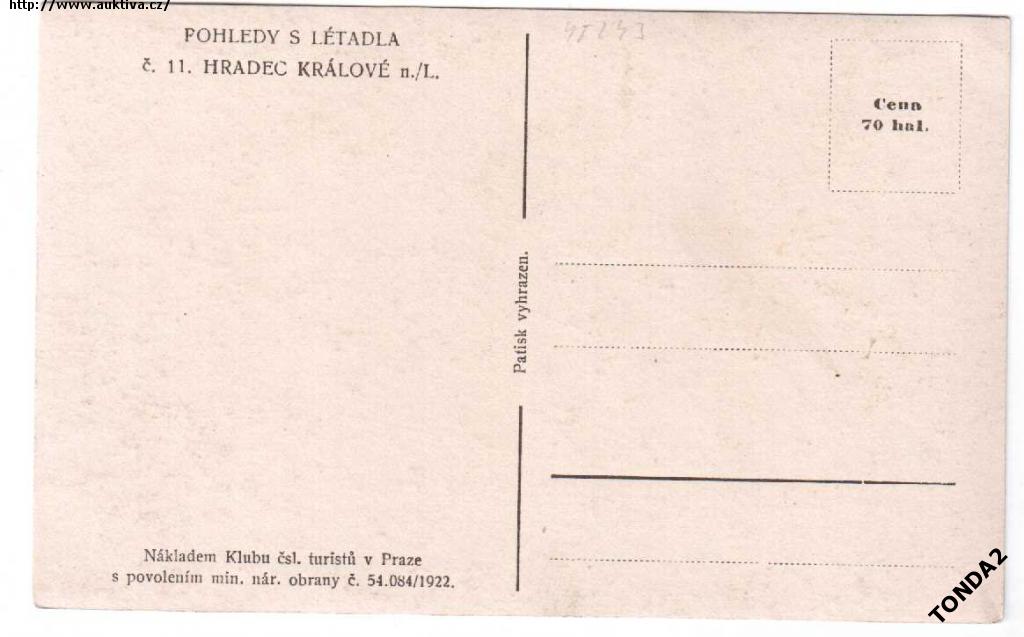 http://www.auktiva.cz/
POHLEDY S LÉTADLA
č. 11. HRADEC KRÁLOVÉ n./L.
Cena
70 hal.
Patisk vyhrazen.
Nákladem Klubu čsl. turistů v Praze
s povolením min. nár. obrany č. 54.084/1922.
TONDA2